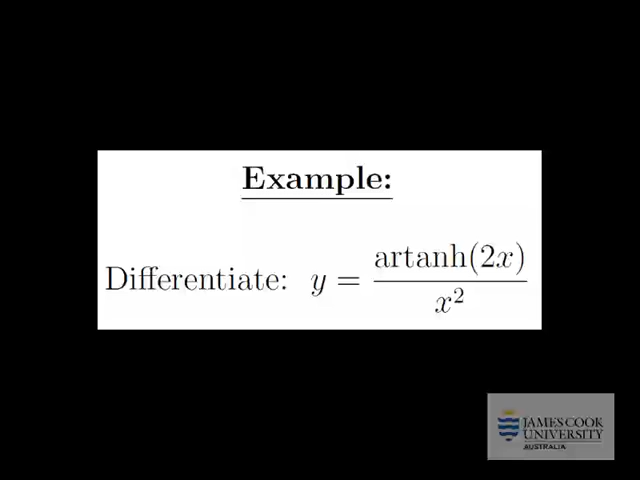 Example:
Differentiate: y = artanh(2x) / x²
JAMES COOK
UNIVERSITY
AUSTRALIA